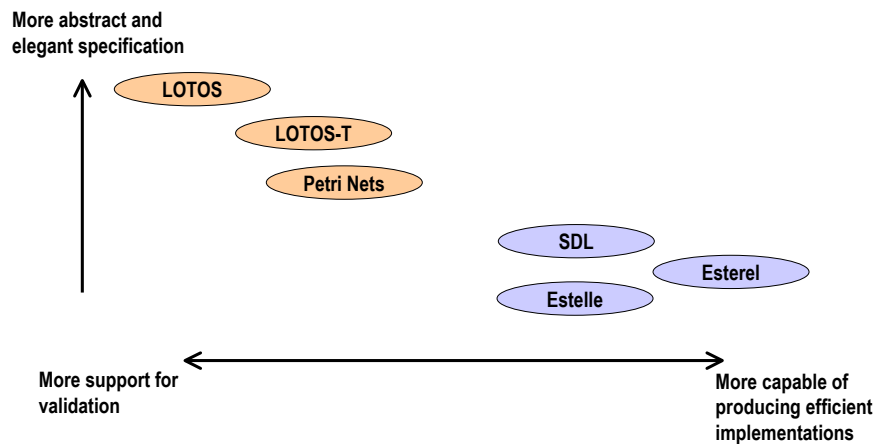 More abstract and
elegant specification
LOTOS
LOTOS-T
Petri Nets
SDL
Esterel
Estelle
More support for
validation
More capable of
producing efficient
implementations